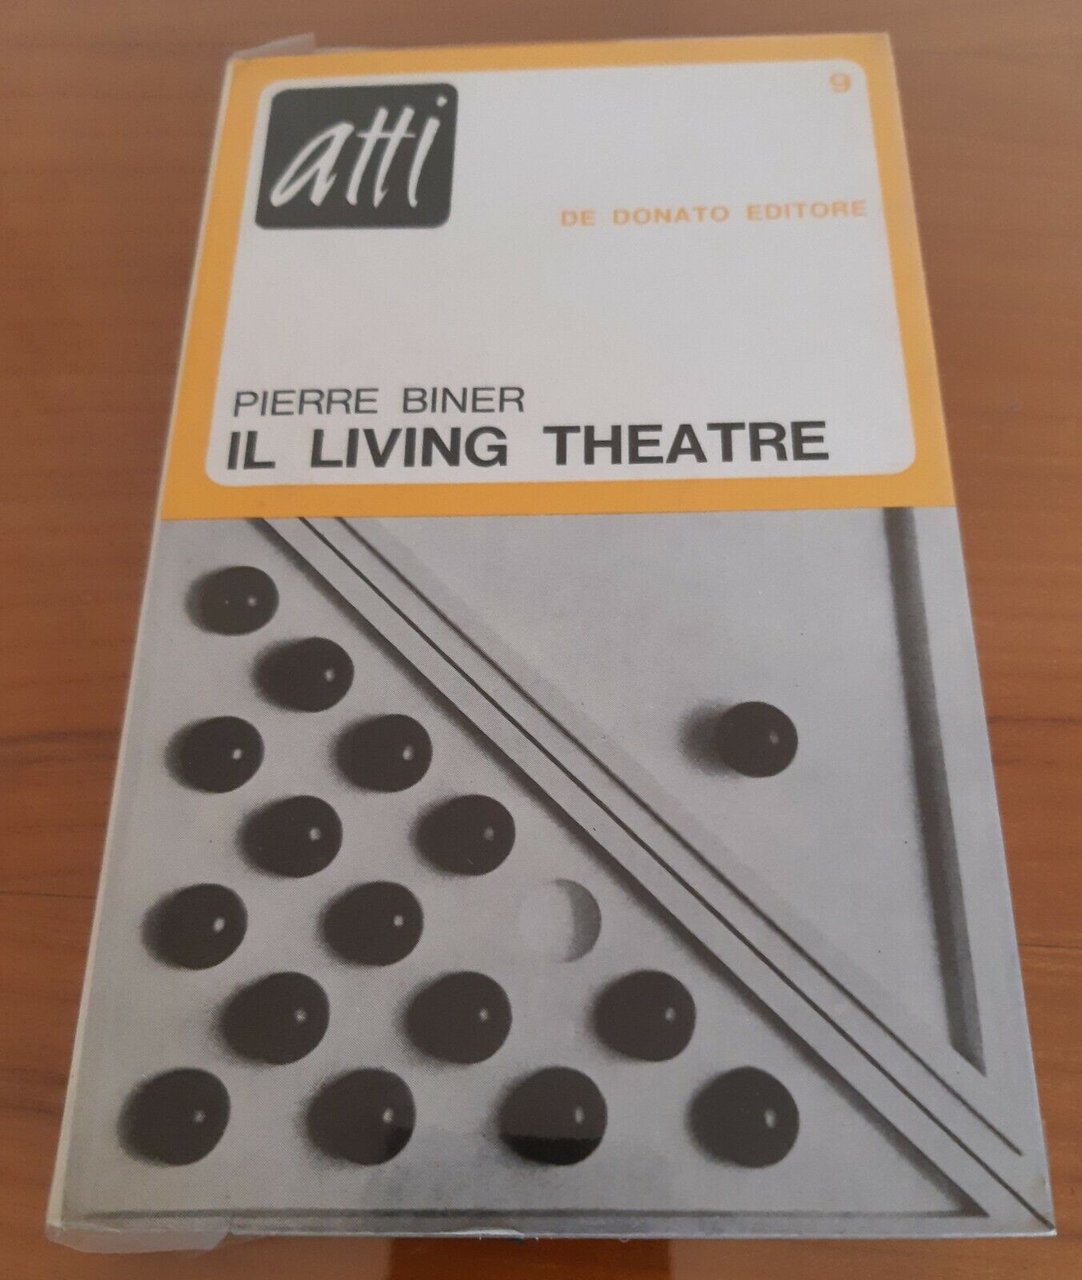 atti
9
DE DONATO EDITORE
PIERRE BINER
IL LIVING THEATRE